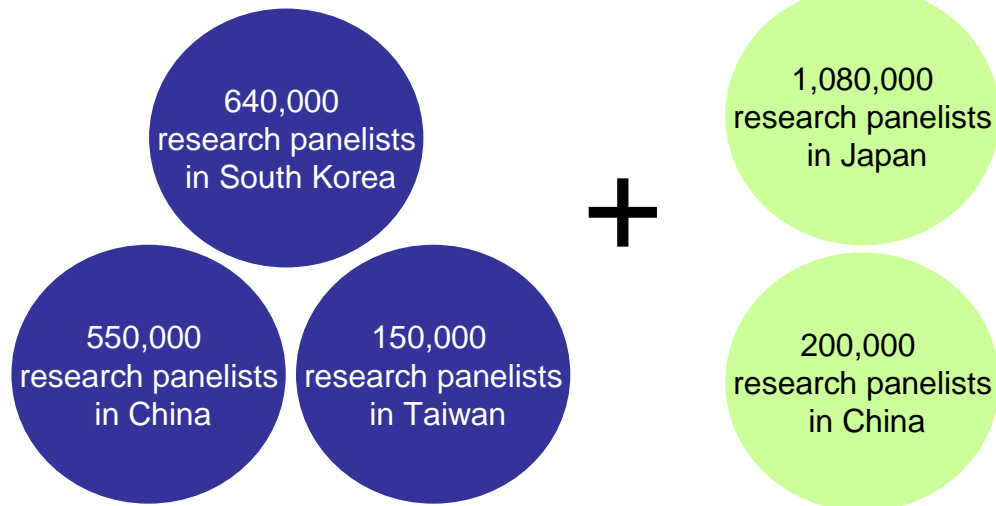 640,000
research panelists
in South Korea
550,000
research panelists
in China
150,000
research panelists
in Taiwan
+
1,080,000
research panelists
in Japan
200,000
research panelists
in China